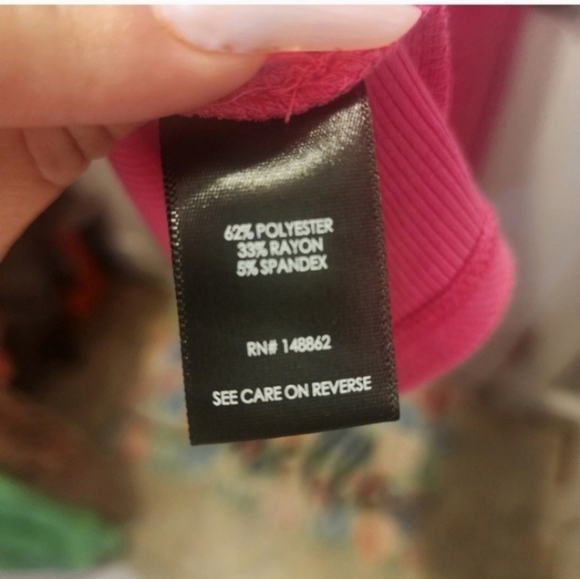 62% POLYESTER
33% RAYON
5% SPANDEX
RN# 148862
SEE CARE ON REVERSE